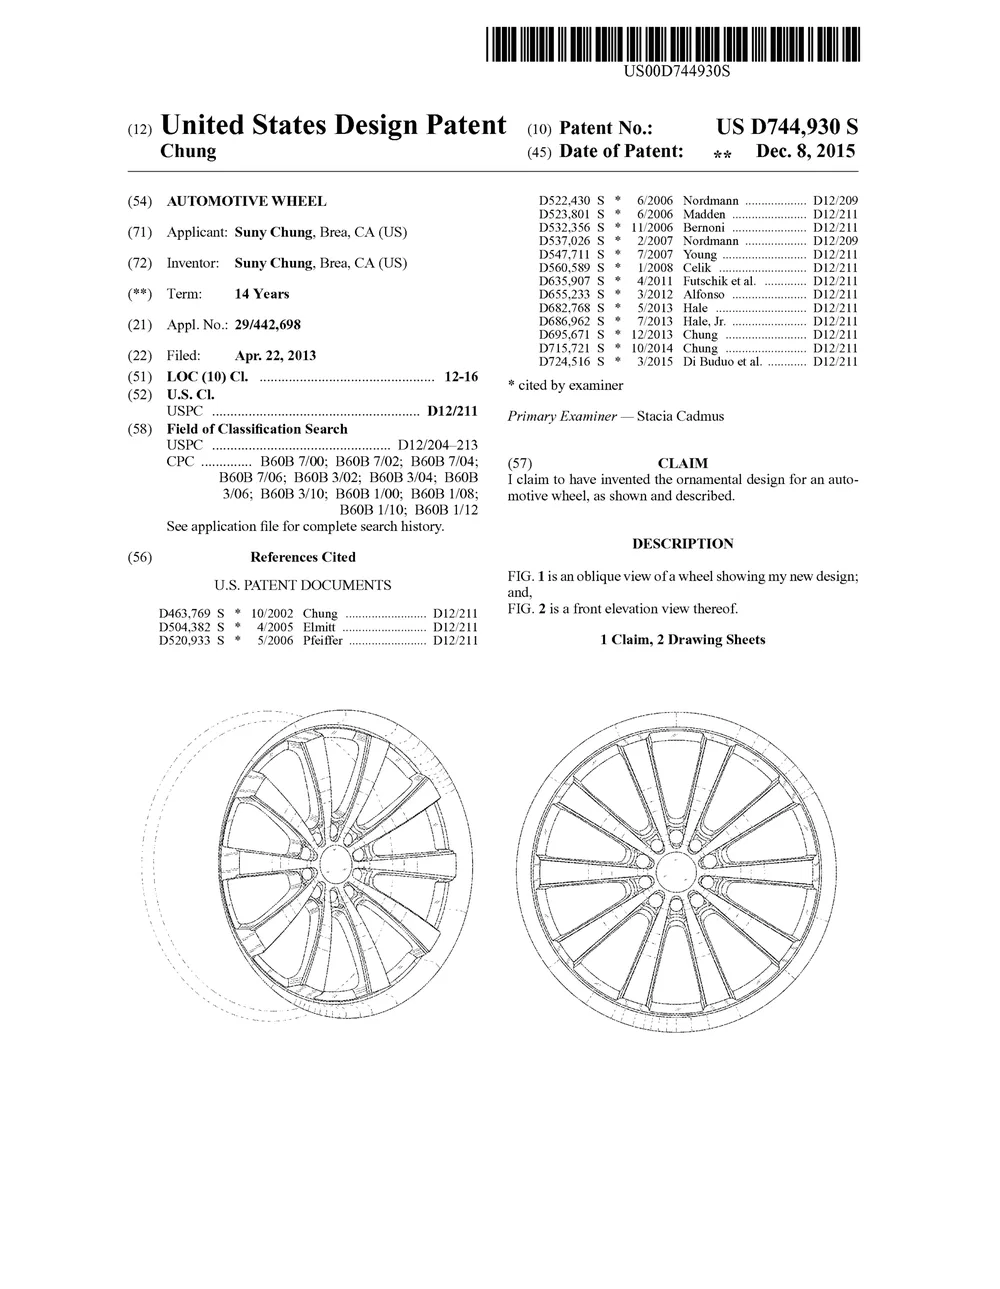 US00D744930S
(12) United States Design Patent
Chung
(10) Patent No.: US D744,930 S
(45) Date of Patent: ** Dec. 8, 2015
(54) AUTOMOTIVE WHEEL
(71) Applicant: Suny Chung, Brea, CA (US)
(72) Inventor: Suny Chung, Brea, CA (US)
(**) Term: 14 Years
(21) Appl. No.: 29/442,698
(22) Filed: Apr. 22, 2013
(51) LOC (10) Cl. ............................................... 12-16
(52) U.S. Cl.
USPC ........................................................ D12/211
(58) Field of Classification Search
USPC ................................................ D12/204–213
CPC ............. B60B 7/00; B60B 7/02; B60B 7/04;
B60B 7/06; B60B 3/02; B60B 3/04; B60B
3/06; B60B 3/10; B60B 1/00; B60B 1/08;
B60B 1/10; B60B 1/12
See application file for complete search history.
(56) References Cited
U.S. PATENT DOCUMENTS
D463,769 S * 10/2002 Chung ......................... D12/211
D504,382 S * 4/2005 Elmitt .......................... D12/211
D520,933 S * 5/2006 Pfeiffer ........................ D12/211
D522,430 S * 6/2006 Nordmann ................... D12/209
D523,801 S * 6/2006 Madden ....................... D12/211
D532,356 S * 11/2006 Bernoni ....................... D12/211
D537,026 S * 2/2007 Nordmann ................... D12/209
D547,711 S * 7/2007 Young .......................... D12/211
D560,589 S * 1/2008 Celik ........................... D12/211
D635,907 S * 4/2011 Futschik et al. ............. D12/211
D655,233 S * 3/2012 Alfonso ....................... D12/211
D682,768 S * 5/2013 Hale ............................ D12/211
D686,962 S * 7/2013 Hale, Jr. ....................... D12/211
D695,671 S * 12/2013 Chung ......................... D12/211
D715,721 S * 10/2014 Chung ......................... D12/211
D724,516 S * 3/2015 Di Buduo et al. ............ D12/211
* cited by examiner
Primary Examiner — Stacia Cadmus
(57) CLAIM
I claim to have invented the ornamental design for an auto-
motive wheel, as shown and described.
DESCRIPTION
FIG. 1 is an oblique view of a wheel showing my new design;
and,
FIG. 2 is a front elevation view thereof.
1 Claim, 2 Drawing Sheets